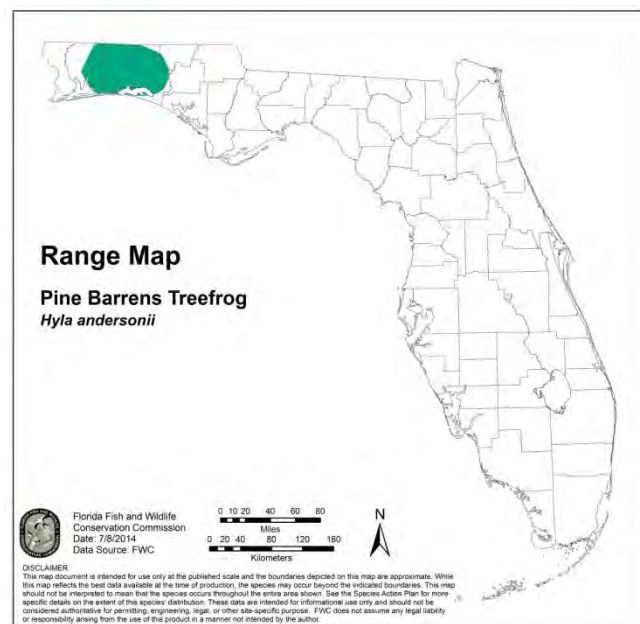 Range Map
Pine Barrens Treefrog
Hyla andersonii
Florida Fish and Wildlife
Conservation Commission
Date: 7/8/2014
Data Source: FWC
0 10 20 40 60 80
Miles
0 20 40 80 120 180
Kilometers
N
DISCLAIMER
This map document is intended for use only at the published scale and the boundaries depicted on this map are approximate. While
this map reflects the best data available at the time of production, the species may occur beyond the indicated boundaries. This map
should not be interpreted to mean that the species occurs throughout the entire area shown. See the Species Action Plan for more
specific details on the extent of this species' distribution. These data are intended for informational use only and should not be
considered authoritative for permitting, engineering, legal, or other site-specific purpose. FWC does not assume any legal liability
or responsibility arising from the use of this product in a manner not intended by the author.